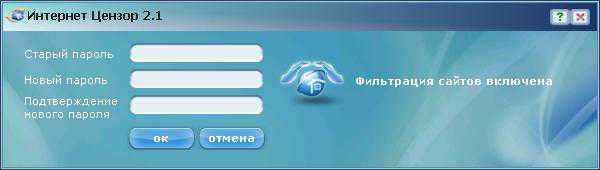 Интернет Цензор 2.1
Старый пароль
Новый пароль
Фильтрация сайтов включена
Подтверждение
нового пароля
ок отмена